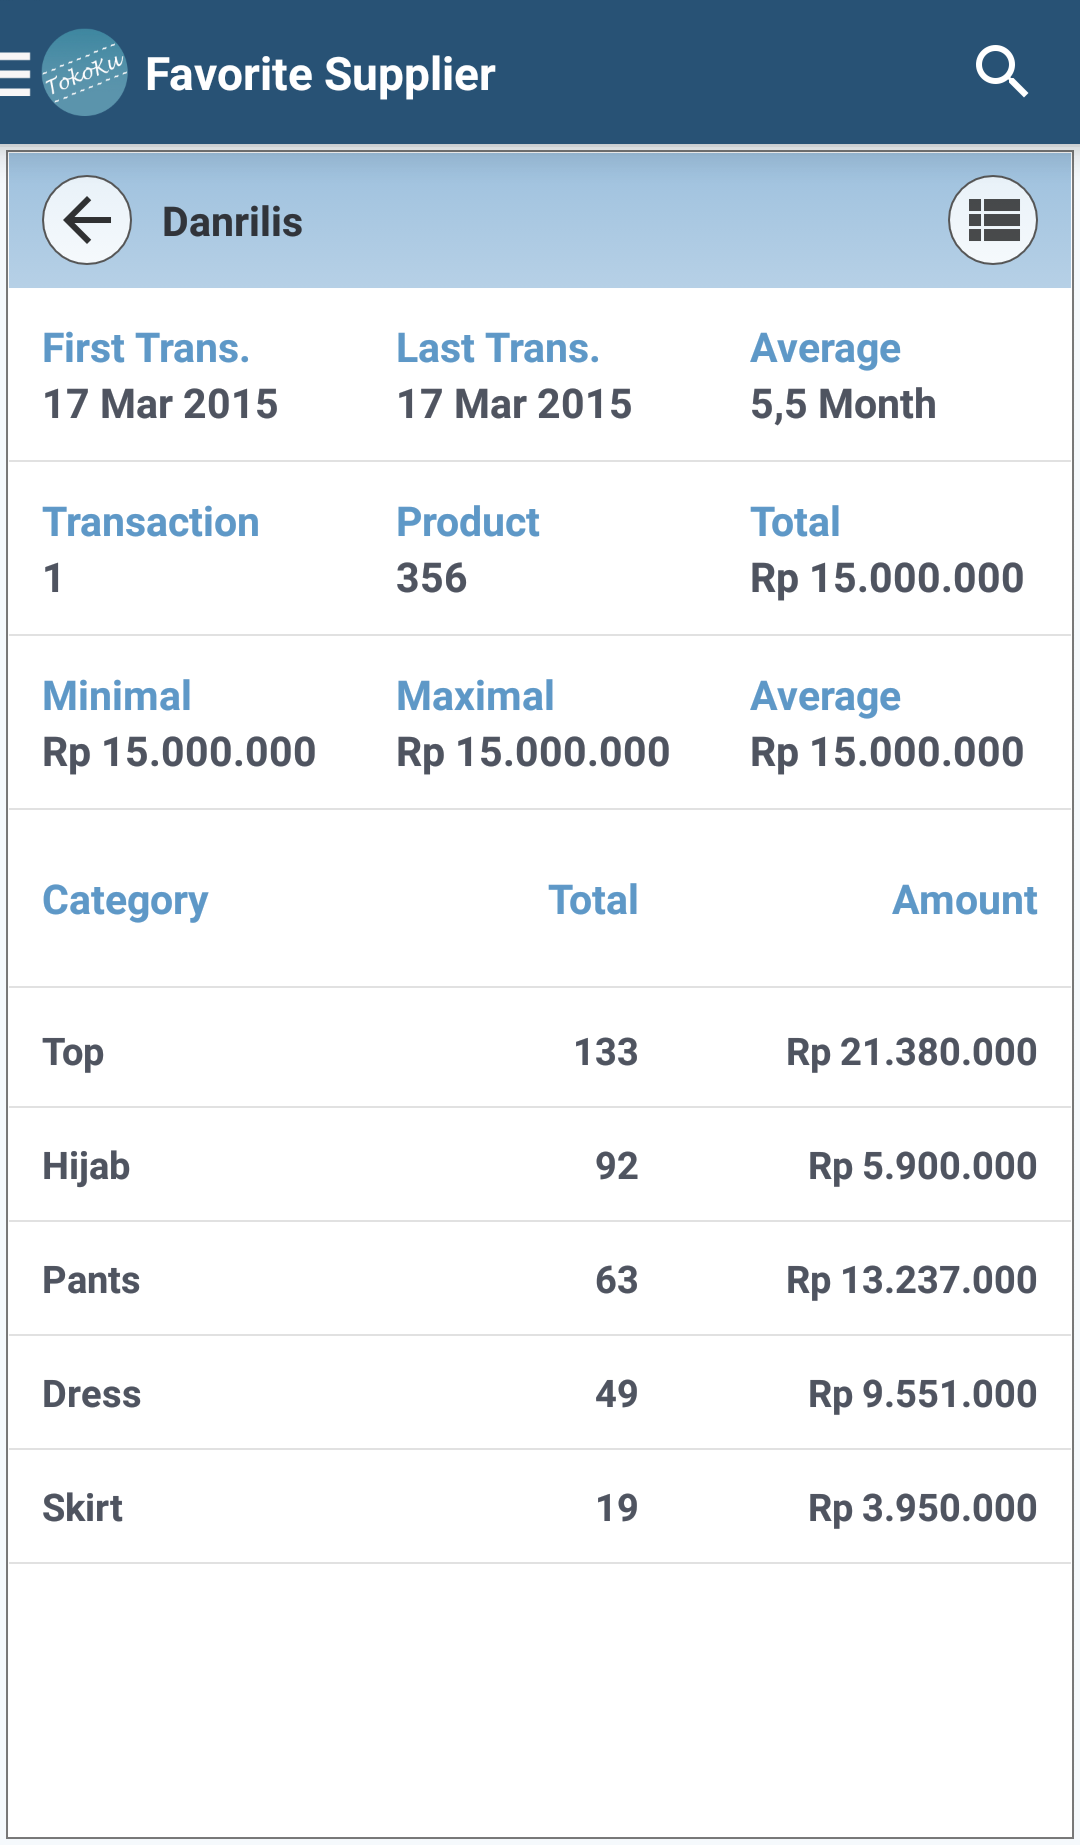 TokoKu Favorite Supplier
Danrilis
First Trans. Last Trans. Average
17 Mar 2015 17 Mar 2015 5,5 Month
Transaction Product Total
1 356 Rp 15.000.000
Minimal Maximal Average
Rp 15.000.000 Rp 15.000.000 Rp 15.000.000
Category Total Amount
Top 133 Rp 21.380.000
Hijab 92 Rp 5.900.000
Pants 63 Rp 13.237.000
Dress 49 Rp 9.551.000
Skirt 19 Rp 3.950.000